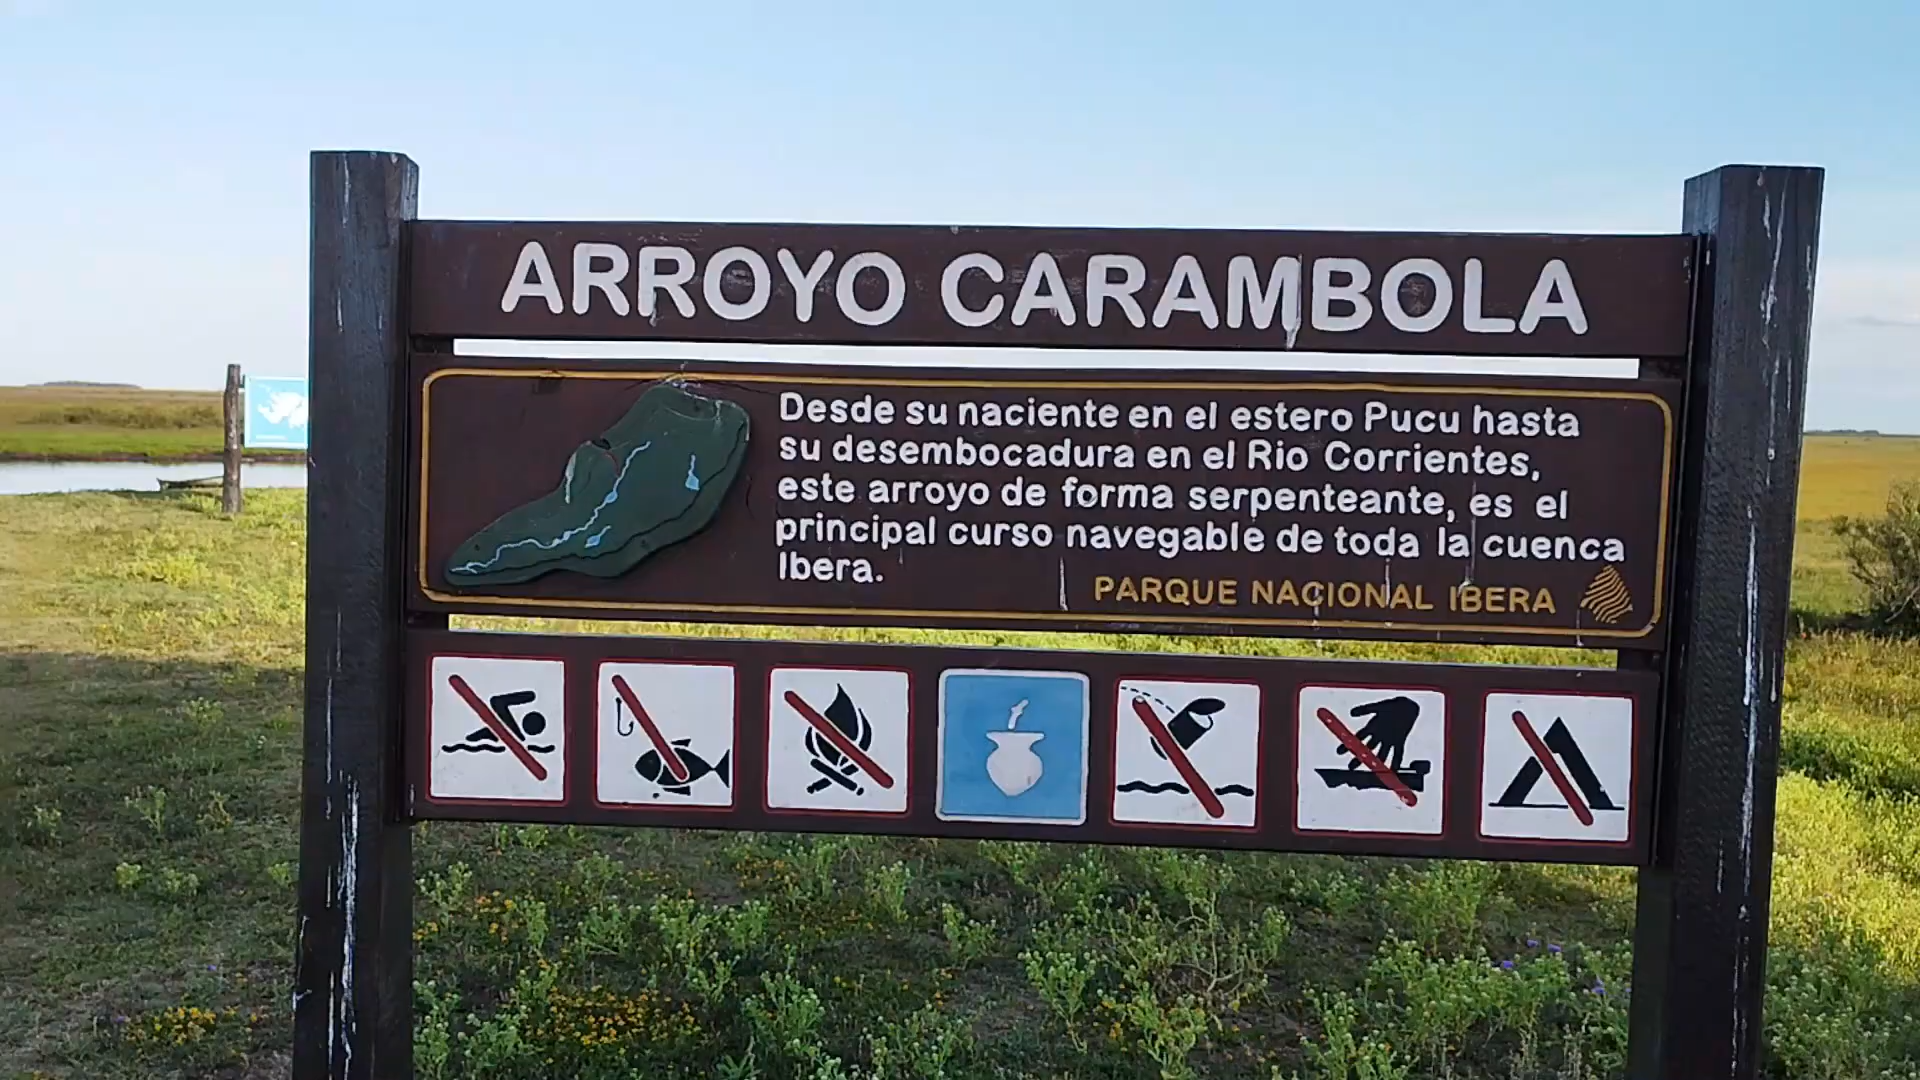 ARROYO CARAMBOLA
Desde su naciente en el estero Pucu hasta
su desembocadura en el Rio Corrientes,
este arroyo de forma serpenteante, es el
principal curso navegable de toda la cuenca
Ibera.
PARQUE NACIONAL IBERA